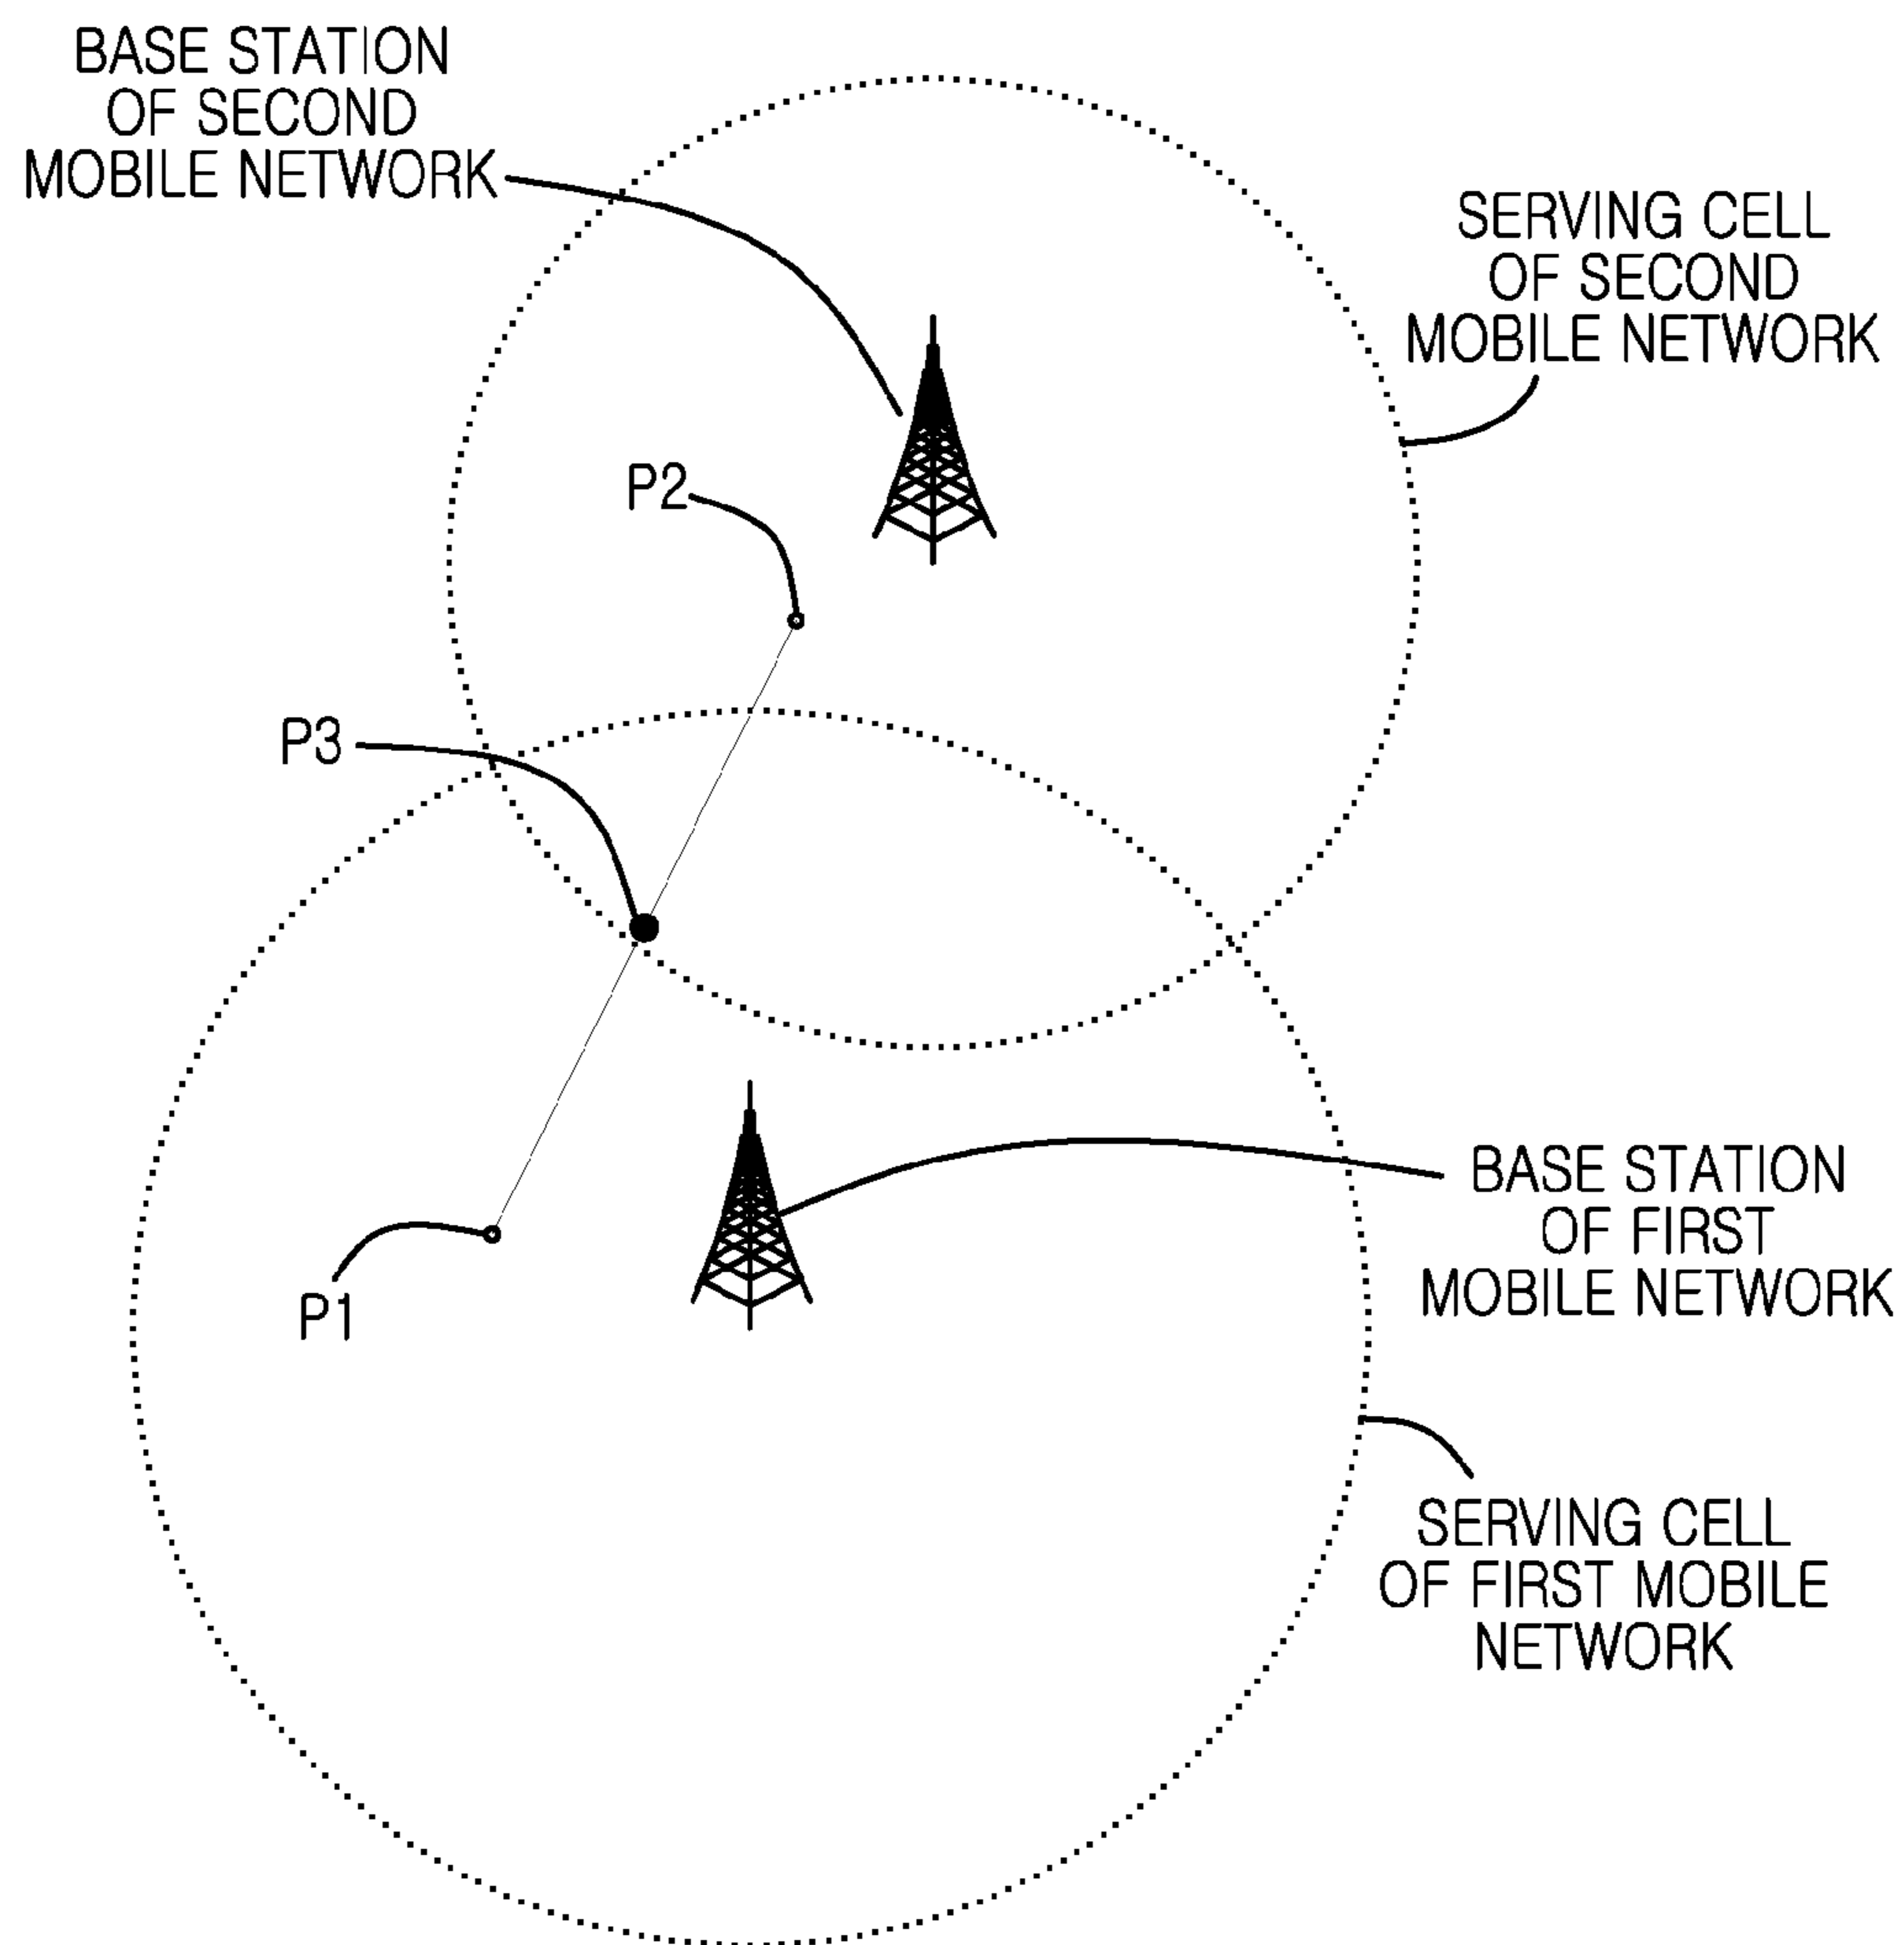 BASE STATION
OF SECOND
MOBILE NETWORK
SERVING CELL
OF SECOND
MOBILE NETWORK
P2
P3
BASE STATION
OF FIRST
MOBILE NETWORK
P1
SERVING CELL
OF FIRST MOBILE
NETWORK